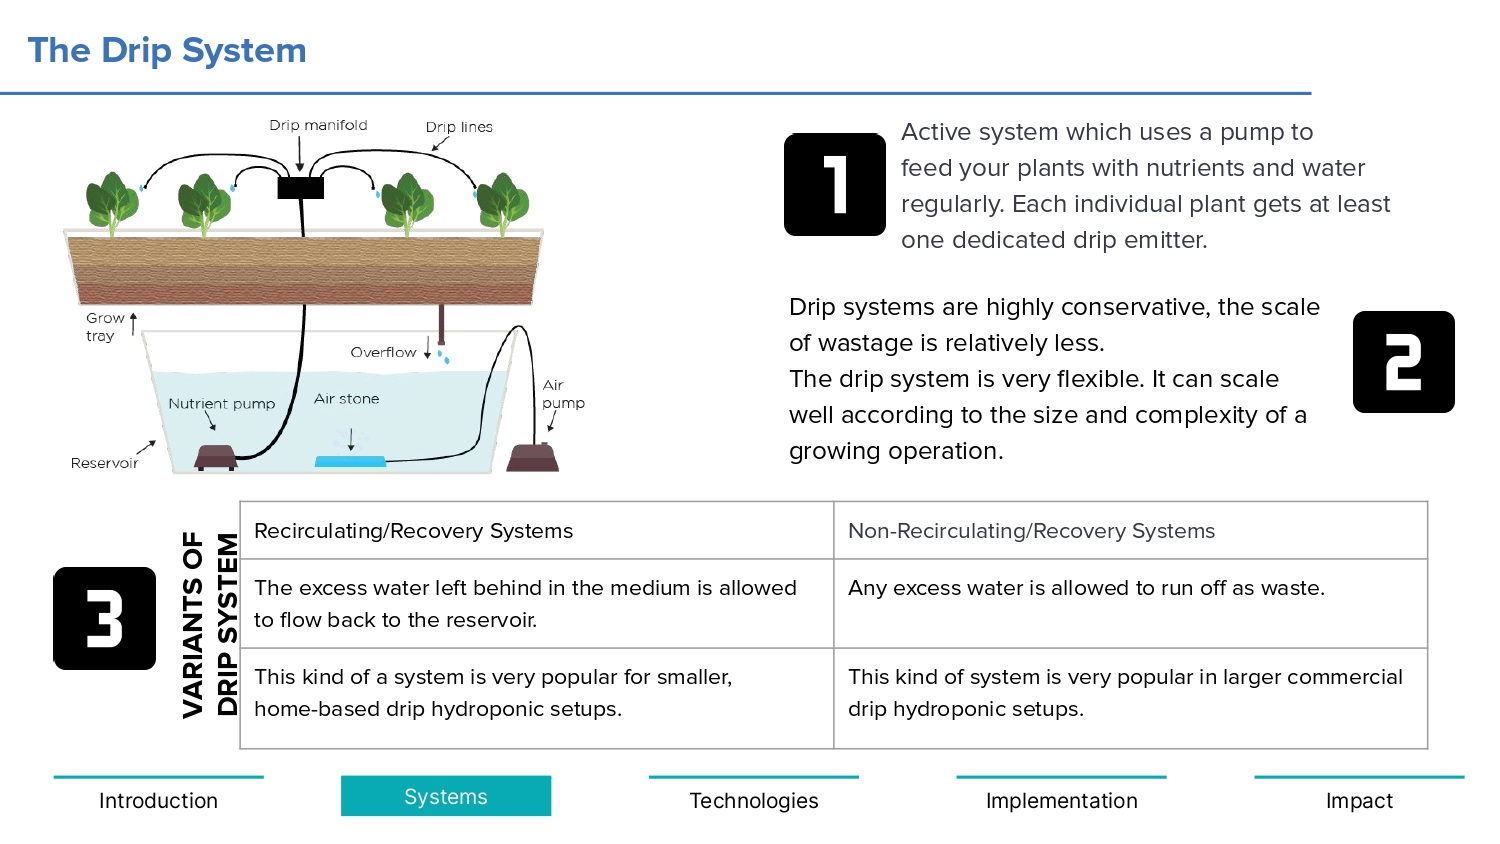 The Drip System
Drip manifold
Drip lines
Grow
tray
Overflow
Air
pump
Nutrient pump
Air stone
Reservoir
1
Active system which uses a pump to
feed your plants with nutrients and water
regularly. Each individual plant gets at least
one dedicated drip emitter.
Drip systems are highly conservative, the scale
of wastage is relatively less.
The drip system is very flexible. It can scale
well according to the size and complexity of a
growing operation.
2
3
VARIANTS OF
DRIP SYSTEM
Recirculating/Recovery Systems
Non-Recirculating/Recovery Systems
The excess water left behind in the medium is allowed
to flow back to the reservoir.
Any excess water is allowed to run off as waste.
This kind of a system is very popular for smaller,
home-based drip hydroponic setups.
This kind of system is very popular in larger commercial
drip hydroponic setups.
Introduction
Systems
Technologies
Implementation
Impact